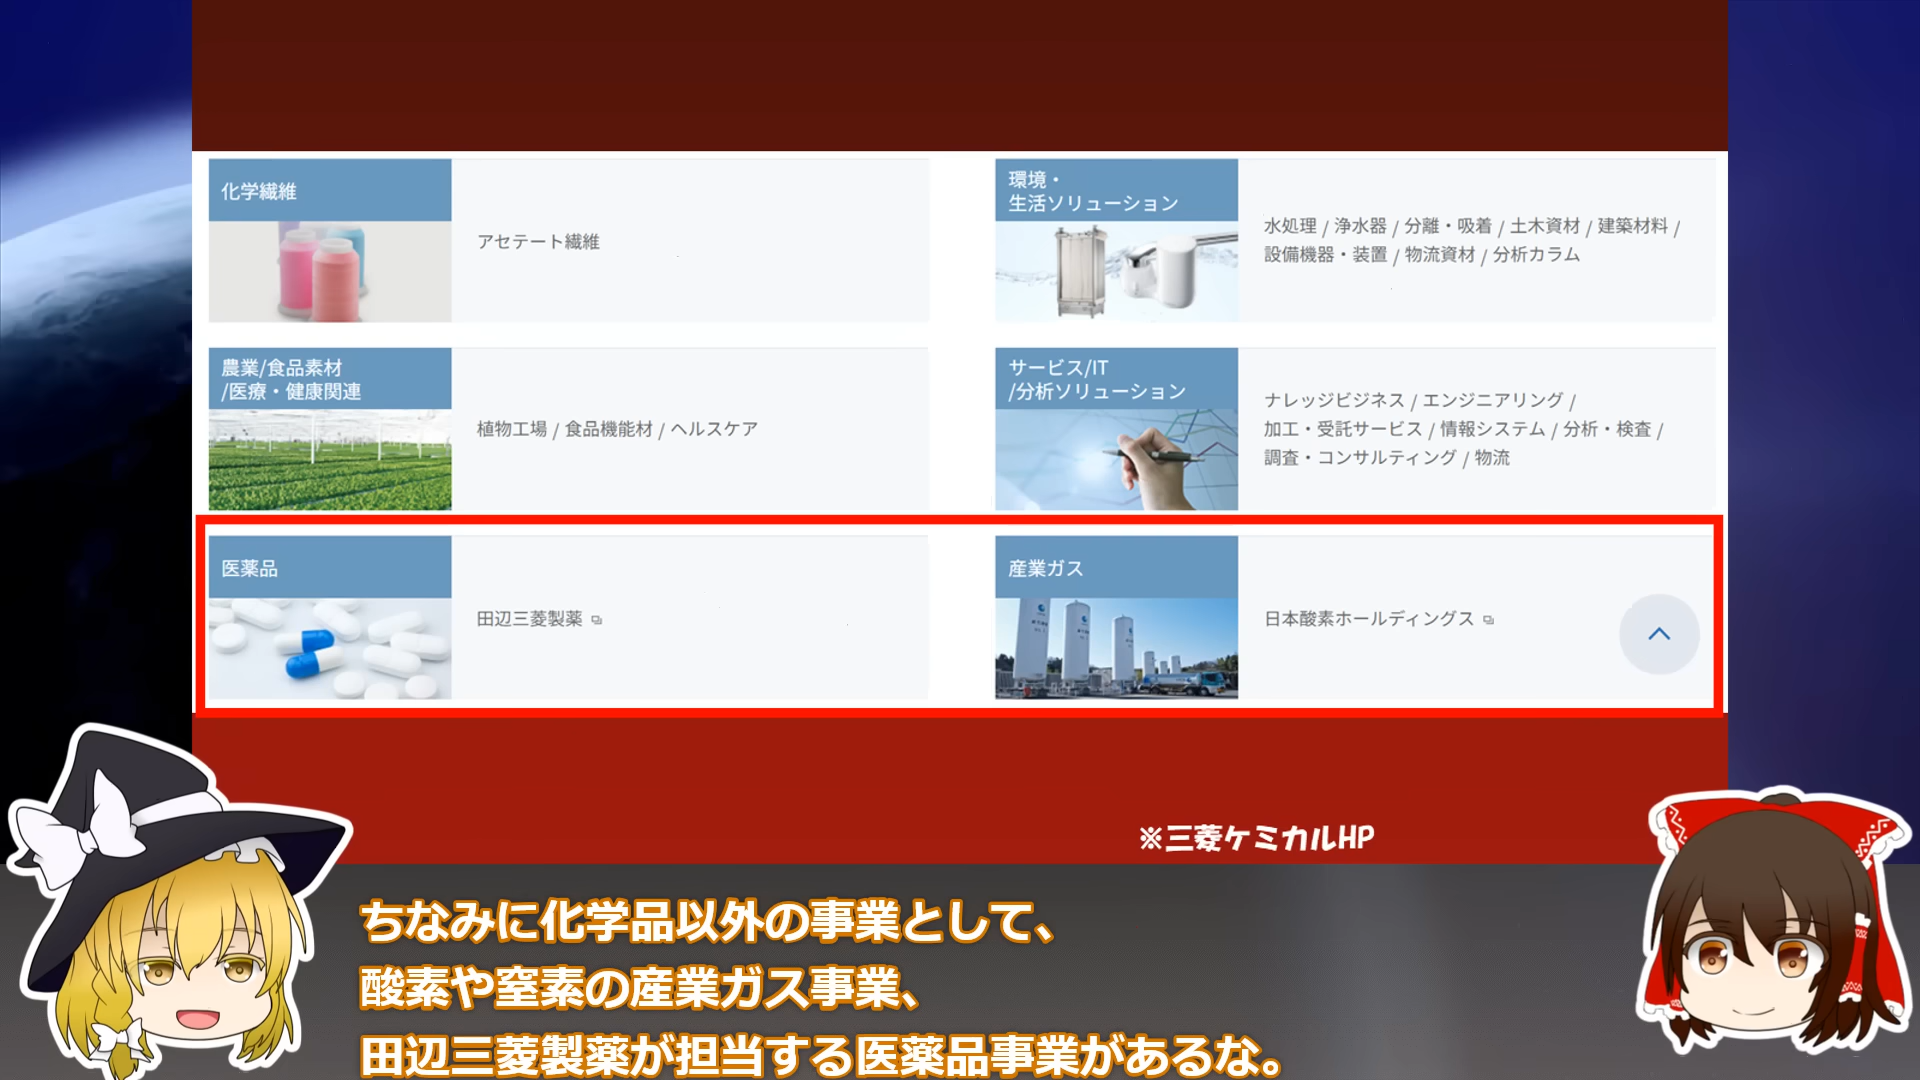 化学繊維
アセテート繊維
環境・
生活ソリューション
水処理 / 浄水器 / 分離・吸着 / 土木資材 / 建築材料 /
設備機器・装置 / 物流資材 / 分析カラム
農業/食品素材
/医療・健康関連
植物工場 / 食品機能材 / ヘルスケア
サービス/IT
/分析ソリューション
ナレッジビジネス / エンジニアリング /
加工・受託サービス / 情報システム / 分析・検査 /
調査・コンサルティング / 物流
医薬品
田辺三菱製薬
産業ガス
日本酸素ホールディングス
※三菱ケミカルHP
ちなみに化学品以外の事業として、
酸素や窒素の産業ガス事業、
田辺三菱製薬が担当する医薬品事業があるな。